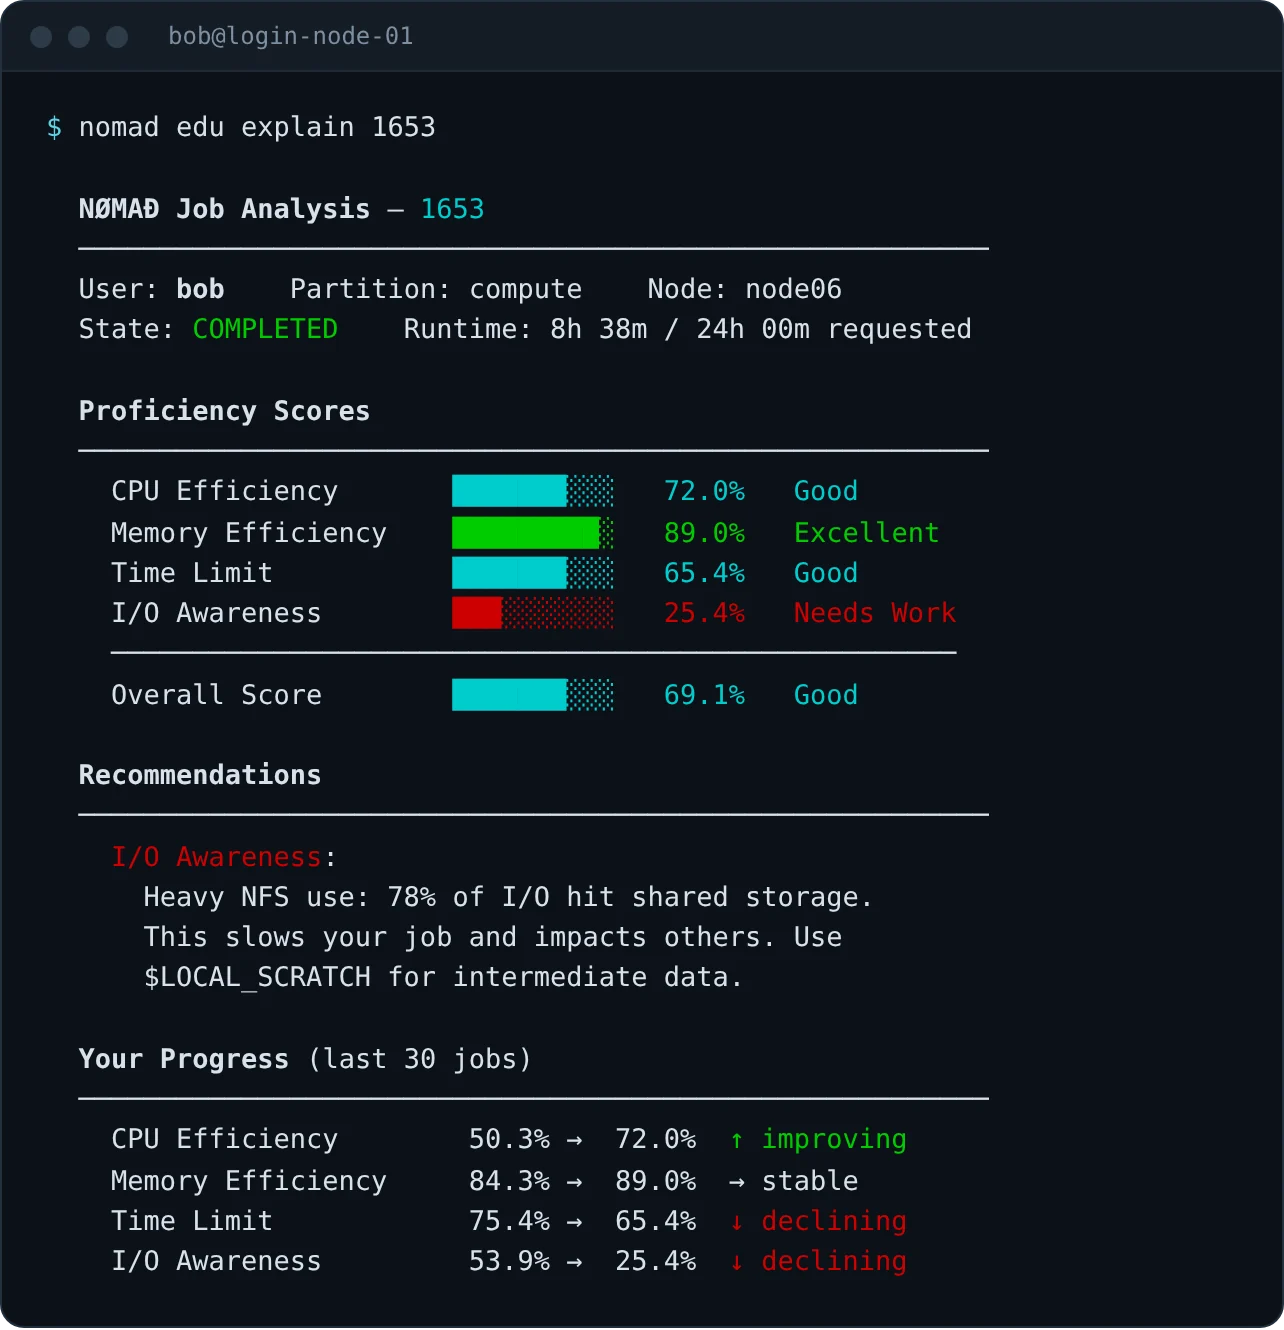 bob@login-node-01
$ nomad edu explain 1653
NØMAÐ Job Analysis — 1653
User: bob    Partition: compute    Node: node06
State: COMPLETED    Runtime: 8h 38m / 24h 00m requested
Proficiency Scores
CPU Efficiency 72.0% Good
Memory Efficiency 89.0% Excellent
Time Limit 65.4% Good
I/O Awareness 25.4% Needs Work
Overall Score 69.1% Good
Recommendations
I/O Awareness:
Heavy NFS use: 78% of I/O hit shared storage.
This slows your job and impacts others. Use
$LOCAL_SCRATCH for intermediate data.
Your Progress (last 30 jobs)
CPU Efficiency 50.3% → 72.0% ↑ improving
Memory Efficiency 84.3% → 89.0% → stable
Time Limit 75.4% → 65.4% ↓ declining
I/O Awareness 53.9% → 25.4% ↓ declining